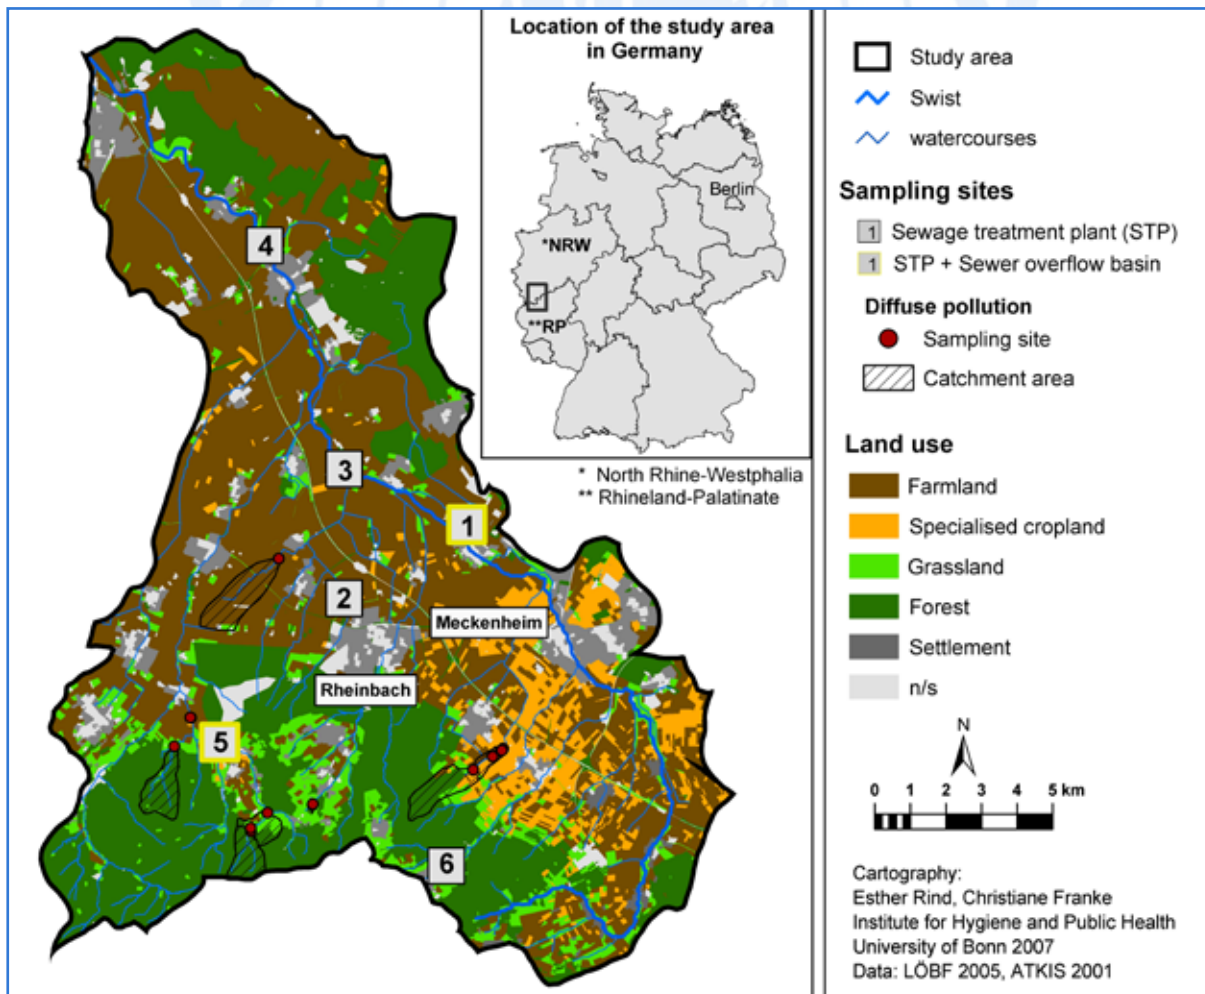 Location of the study area
in Germany
Berlin
*NRW
**RP
* North Rhine-Westphalia
** Rhineland-Palatinate
4
3
1
2
Meckenheim
Rheinbach
5
6
Study area
Swist
watercourses
Sampling sites
1 Sewage treatment plant (STP)
1 STP + Sewer overflow basin
Diffuse pollution
Sampling site
Catchment area
Land use
Farmland
Specialised cropland
Grassland
Forest
Settlement
n/s
N
0 1 2 3 4 5 km
Cartography:
Esther Rind, Christiane Franke
Institute for Hygiene and Public Health
University of Bonn 2007
Data: LÖBF 2005, ATKIS 2001